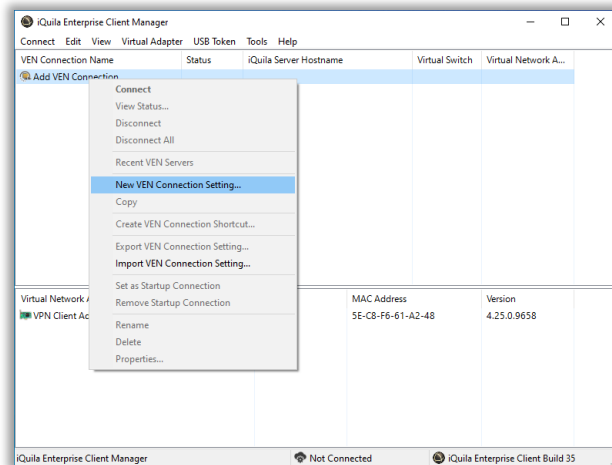 iQuila Enterprise Client Manager
Connect Edit View Virtual Adapter USB Token Tools Help
VEN Connection Name Status iQuila Server Hostname Virtual Switch Virtual Network A...
Add VEN Connection
Connect
View Status...
Disconnect
Disconnect All
Recent VEN Servers
New VEN Connection Setting...
Copy
Create VEN Connection Shortcut...
Export VEN Connection Setting...
Import VEN Connection Setting...
Set as Startup Connection
Remove Startup Connection
Rename
Delete
Properties...
Virtual Network MAC Address Version
VPN Client Ad 5E-C8-F6-61-A2-48 4.25.0.9658
iQuila Enterprise Client Manager Not Connected iQuila Enterprise Client Build 35